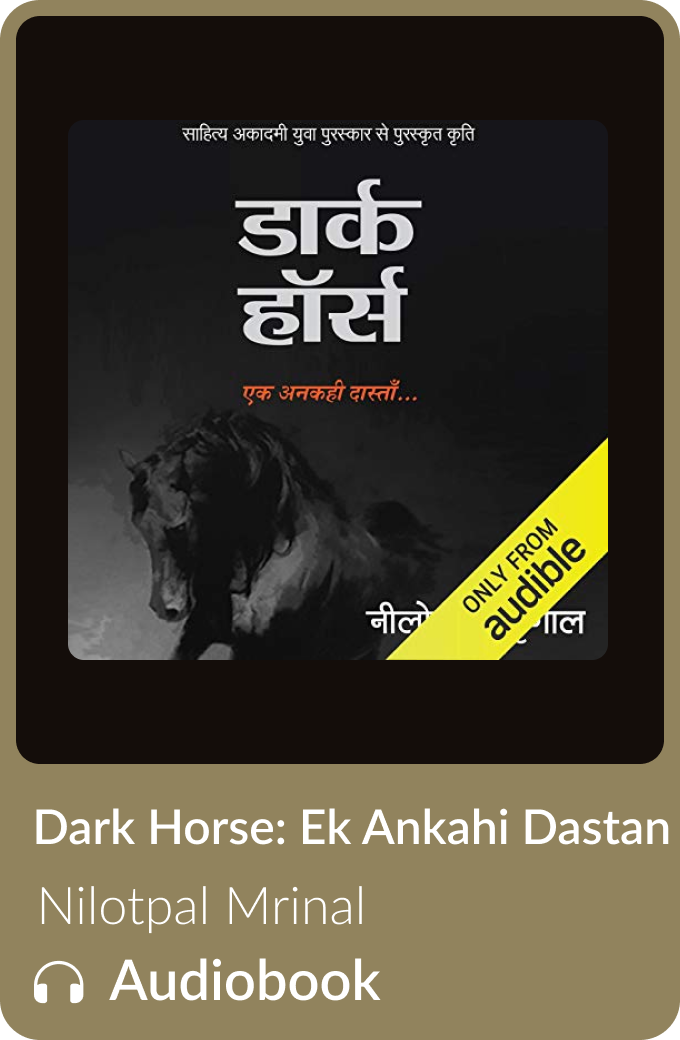 साहित्य अकादमी युवा पुरस्कार से पुरस्कृत कृति
डार्क
हॉर्स
एक अनकही दास्ताँ...
ONLY FROM
audible
Dark Horse: Ek Ankahi Dastan
Nilotpal Mrinal
Audiobook